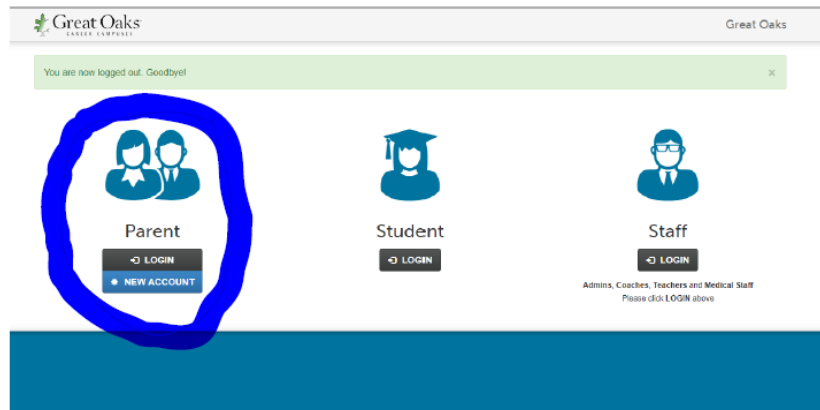 Great Oaks
CAREER CAMPUSES
Great Oaks
You are now logged out. Goodbye!
×
Parent
LOGIN
NEW ACCOUNT
Student
LOGIN
Staff
LOGIN
Admins, Coaches, Teachers and Medical Staff
Please click LOGIN above